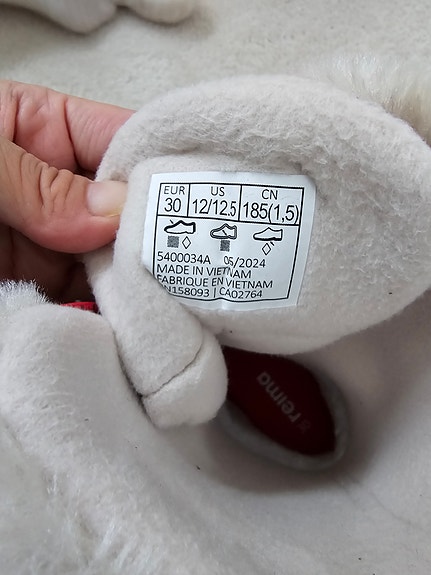 EUR US CN
30 12/12.5 185(1,5)
5400034A 05/2024
MADE IN VIETNAM
FABRIQUE EN VIETNAM
N158093 | CA02764
reima